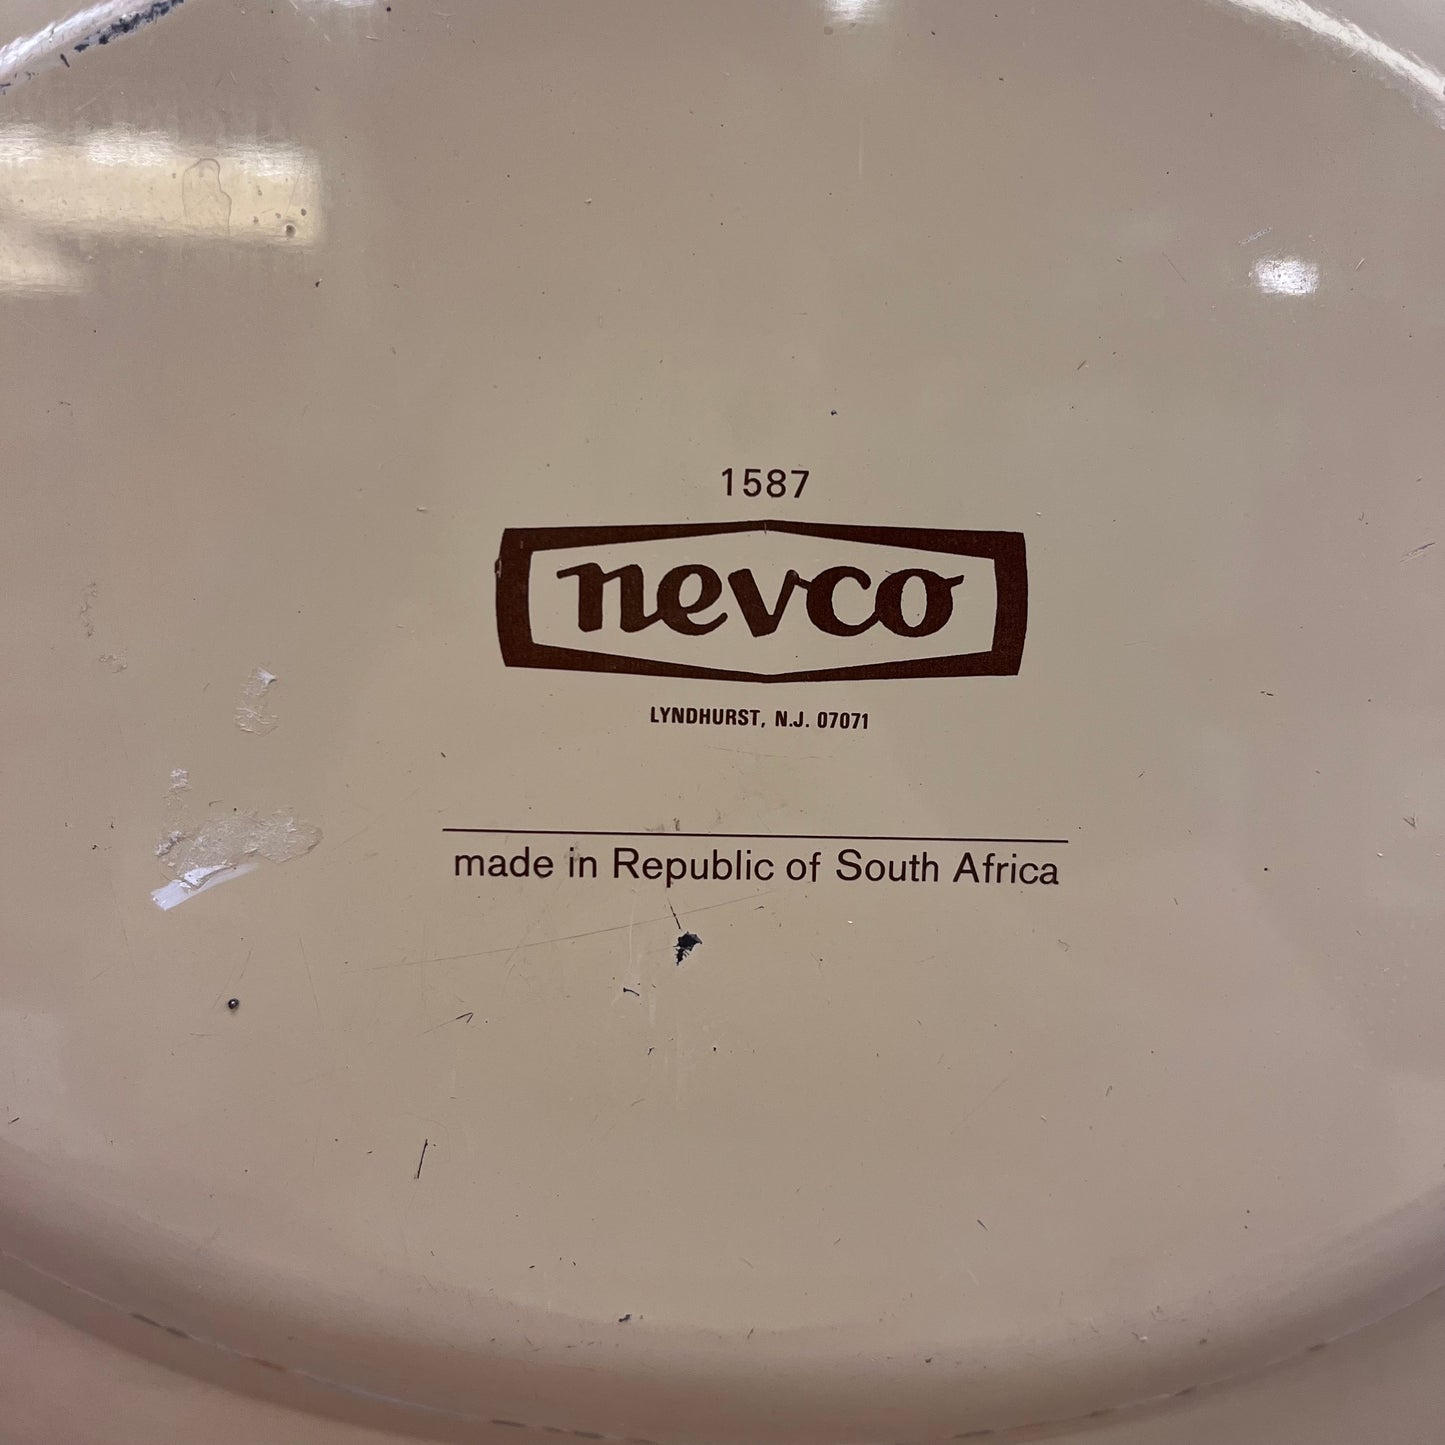 1587
nevco
LYNDHURST, N.J. 07071
made in Republic of South Africa